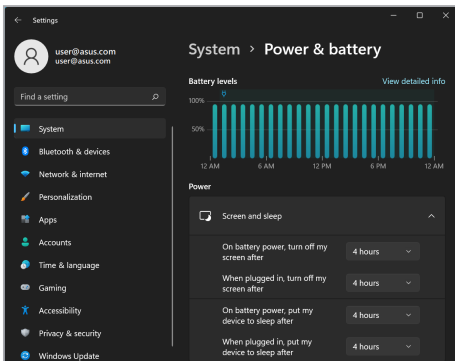 Settings
user@asus.com
user@asus.com
Find a setting
System
Bluetooth & devices
Network & internet
Personalization
Apps
Accounts
Time & language
Gaming
Accessibility
Privacy & security
Windows Update
System > Power & battery
Battery levels
View detailed info
100%
50%
12 AM 6 AM 12 PM 6 PM 12 AM
Power
Screen and sleep
On battery power, turn off my
screen after
4 hours
When plugged in, turn off my
screen after
4 hours
On battery power, put my
device to sleep after
4 hours
When plugged in, put my
device to sleep after
4 hours